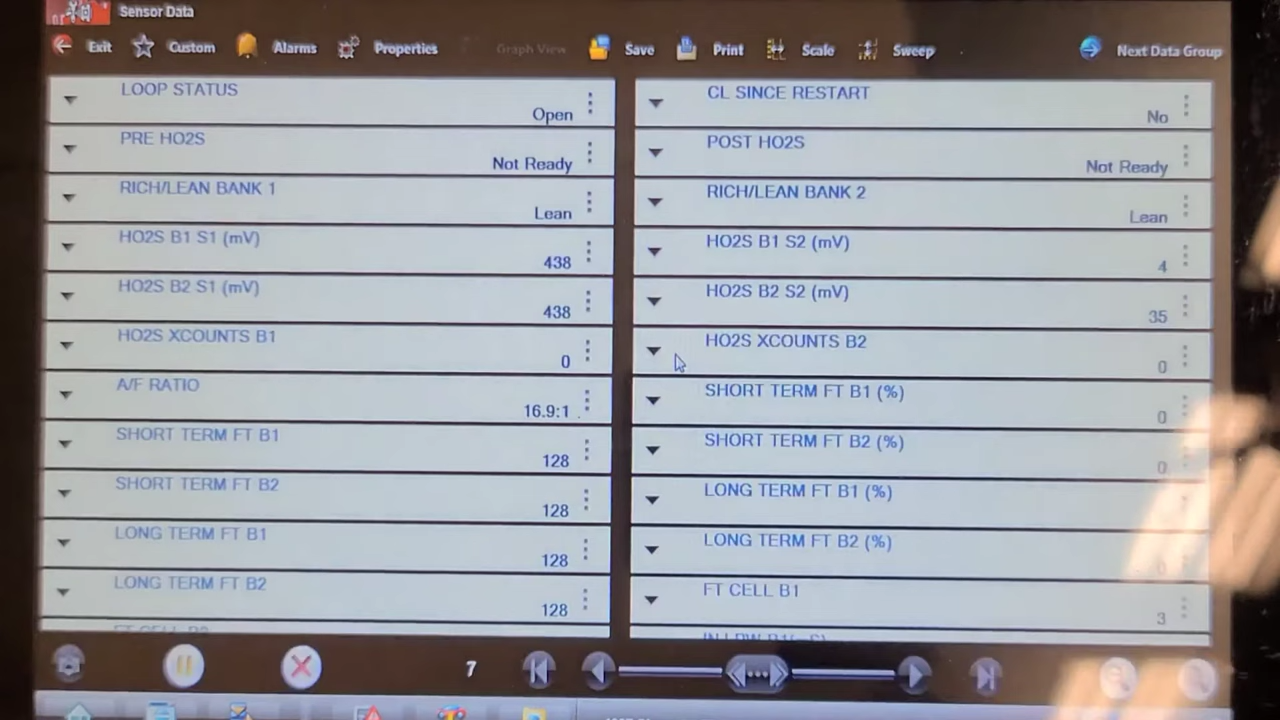 Sensor Data
Exit Custom Alarms Properties Graph View Save Print Scale Sweep Next Data Group
LOOP STATUS
Open
CL SINCE RESTART
No
PRE HO2S
Not Ready
POST HO2S
Not Ready
RICH/LEAN BANK 1
Lean
RICH/LEAN BANK 2
Lean
HO2S B1 S1 (mV)
438
HO2S B1 S2 (mV)
4
HO2S B2 S1 (mV)
438
HO2S B2 S2 (mV)
35
HO2S XCOUNTS B1
0
HO2S XCOUNTS B2
0
A/F RATIO
16.9:1
SHORT TERM FT B1 (%)
0
SHORT TERM FT B1
128
SHORT TERM FT B2 (%)
0
SHORT TERM FT B2
128
LONG TERM FT B1 (%)
LONG TERM FT B1
128
LONG TERM FT B2 (%)
LONG TERM FT B2
128
FT CELL B1
3
7